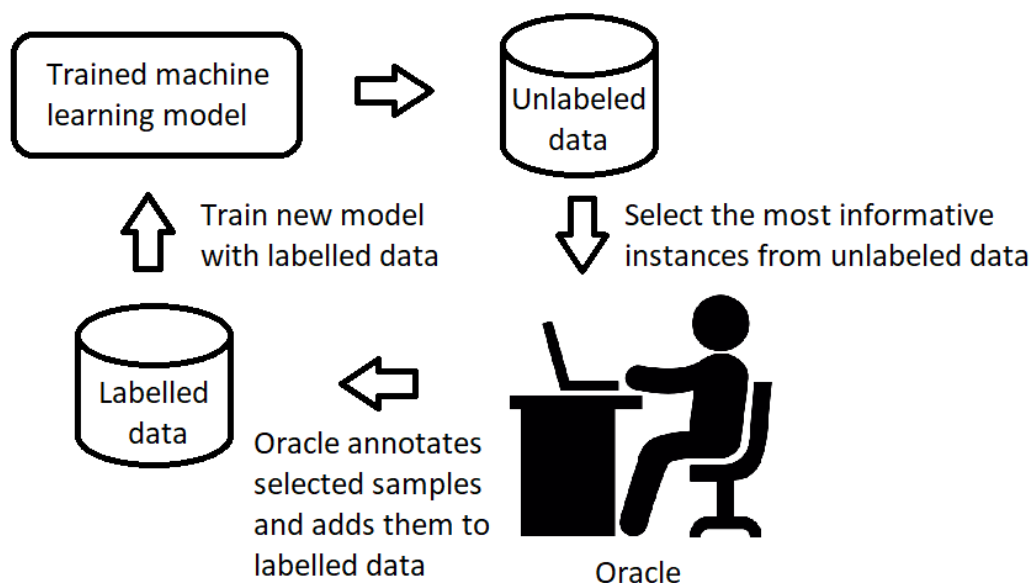 Trained machine
learning model
Unlabeled
data
Select the most informative
instances from unlabeled data
Train new model
with labelled data
Labelled
data
Oracle annotates
selected samples
and adds them to
labelled data
Oracle